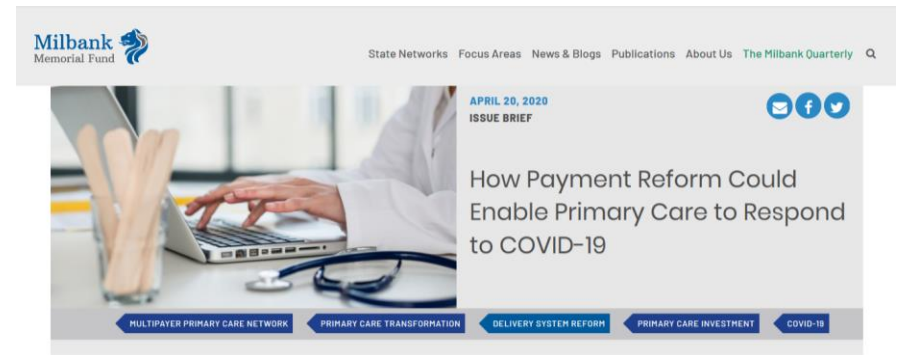 Milbank
Memorial Fund
State Networks Focus Areas News & Blogs Publications About Us The Milbank Quarterly
APRIL 20, 2020
ISSUE BRIEF
How Payment Reform Could
Enable Primary Care to Respond
to COVID-19
MULTIPAYER PRIMARY CARE NETWORK PRIMARY CARE TRANSFORMATION DELIVERY SYSTEM REFORM PRIMARY CARE INVESTMENT COVID-19